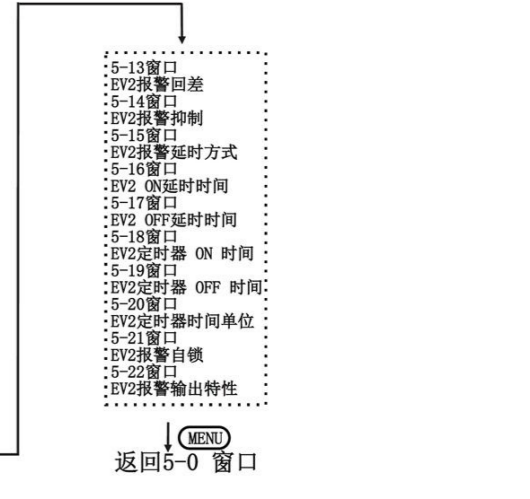 5-13窗口
EV2报警回差
5-14窗口
EV2报警抑制
5-15窗口
EV2报警延时方式
5-16窗口
EV2 ON延时时间
5-17窗口
EV2 OFF延时时间
5-18窗口
EV2定时器 ON 时间
5-19窗口
EV2定时器 OFF 时间
5-20窗口
EV2定时器时间单位
5-21窗口
EV2报警自锁
5-22窗口
EV2报警输出特性
MENU
返回5-0 窗口